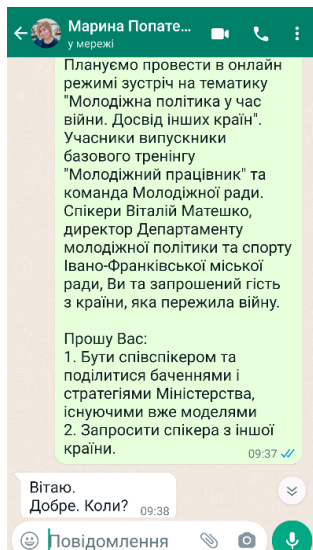 Марина Попате...
у мережі
Плануємо провести в онлайн
режимі зустріч на тематику
"Молодіжна політика у час
війни. Досвід інших країн".
Учасники випускники
базового тренінгу
"Молодіжний працівник" та
команда Молодіжної ради.
Спікери Віталій Матешко,
директор Департаменту
молодіжної політики та спорту
Івано-Франківської міської
ради, Ви та запрошений гість
з країни, яка пережила війну.
Прошу Вас:
1. Бути співспікером та
поділитися баченнями і
стратегіями Міністерства,
існуючими вже моделями
2. Запросити спікера з іншої
країни.
09:37
Вітаю.
Добре. Коли?
09:38
Повідомлення